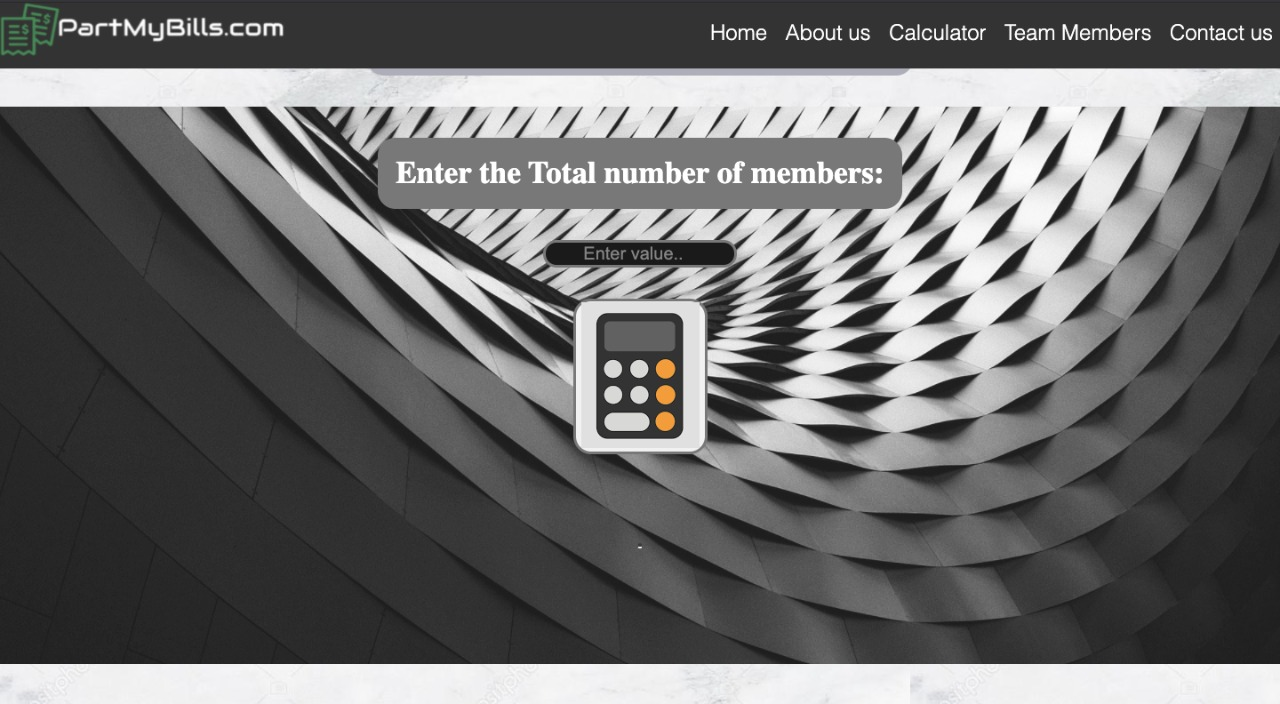 PartMyBills.com
Home About us Calculator Team Members Contact us
Enter the Total number of members:
Enter value..